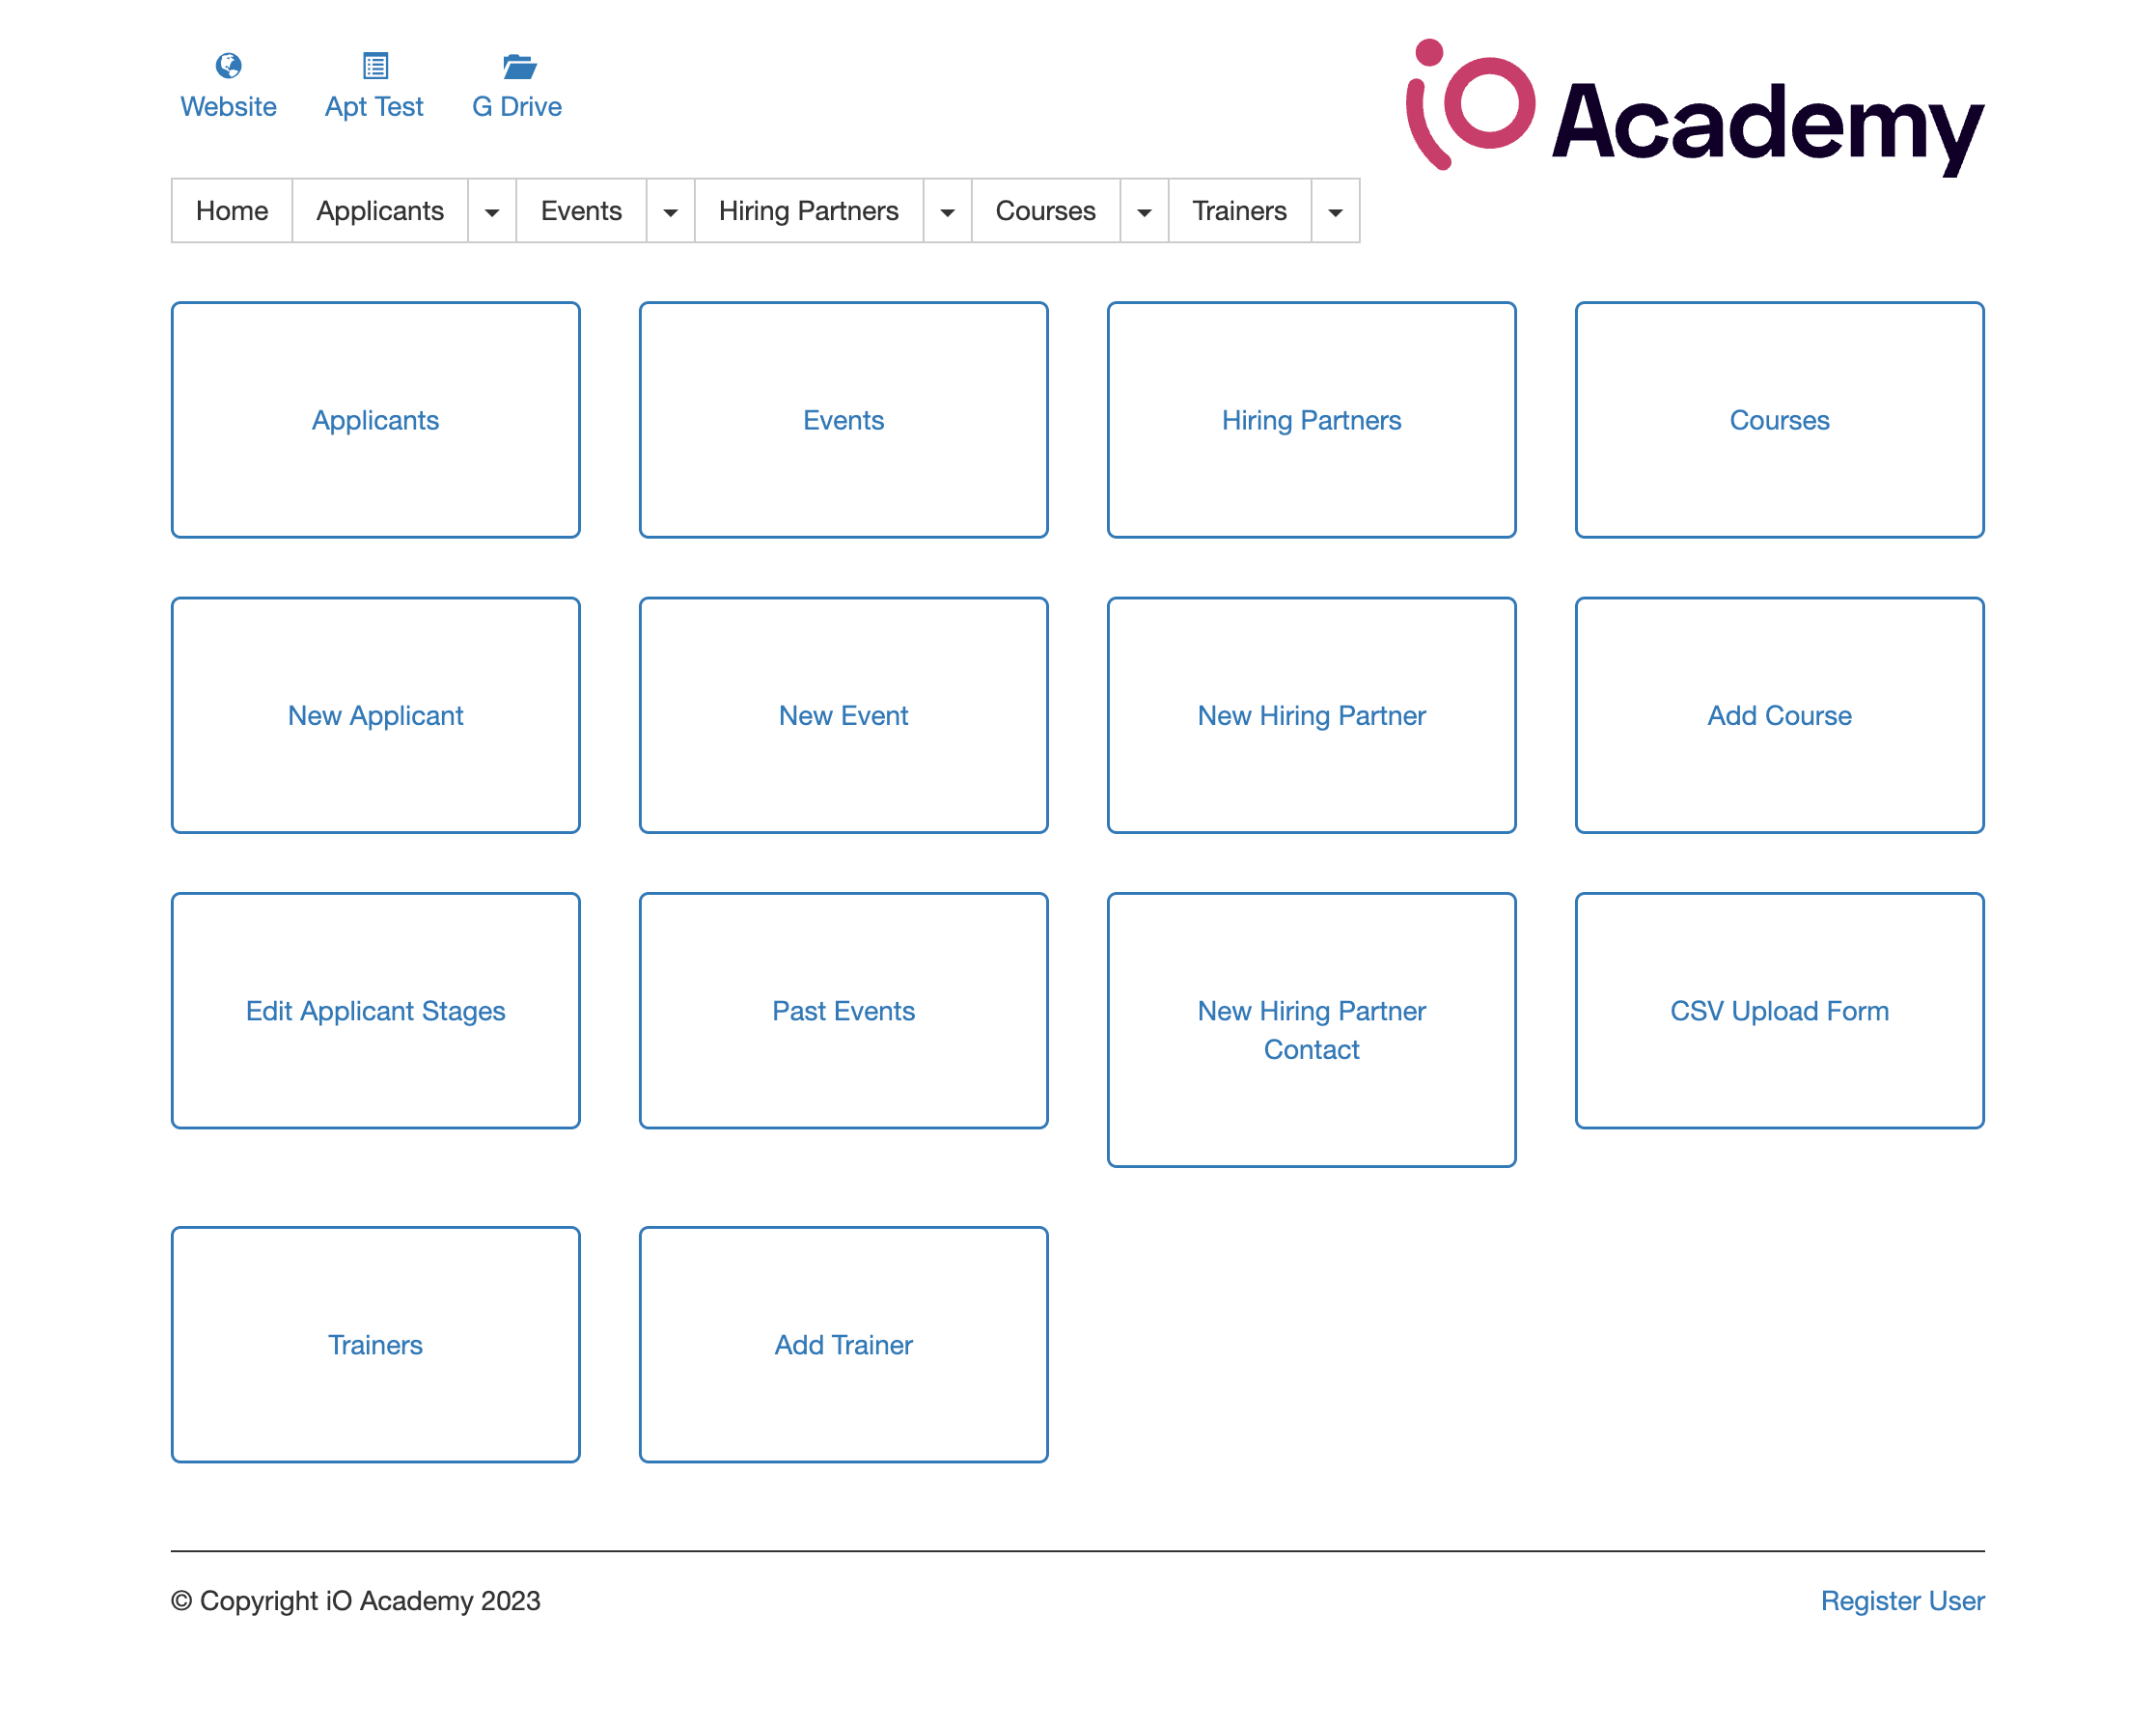 Website Apt Test G Drive
iO Academy
Home Applicants Events Hiring Partners Courses Trainers
Applicants Events Hiring Partners Courses
New Applicant New Event New Hiring Partner Add Course
Edit Applicant Stages Past Events New Hiring Partner Contact CSV Upload Form
Trainers Add Trainer
© Copyright iO Academy 2023 Register User